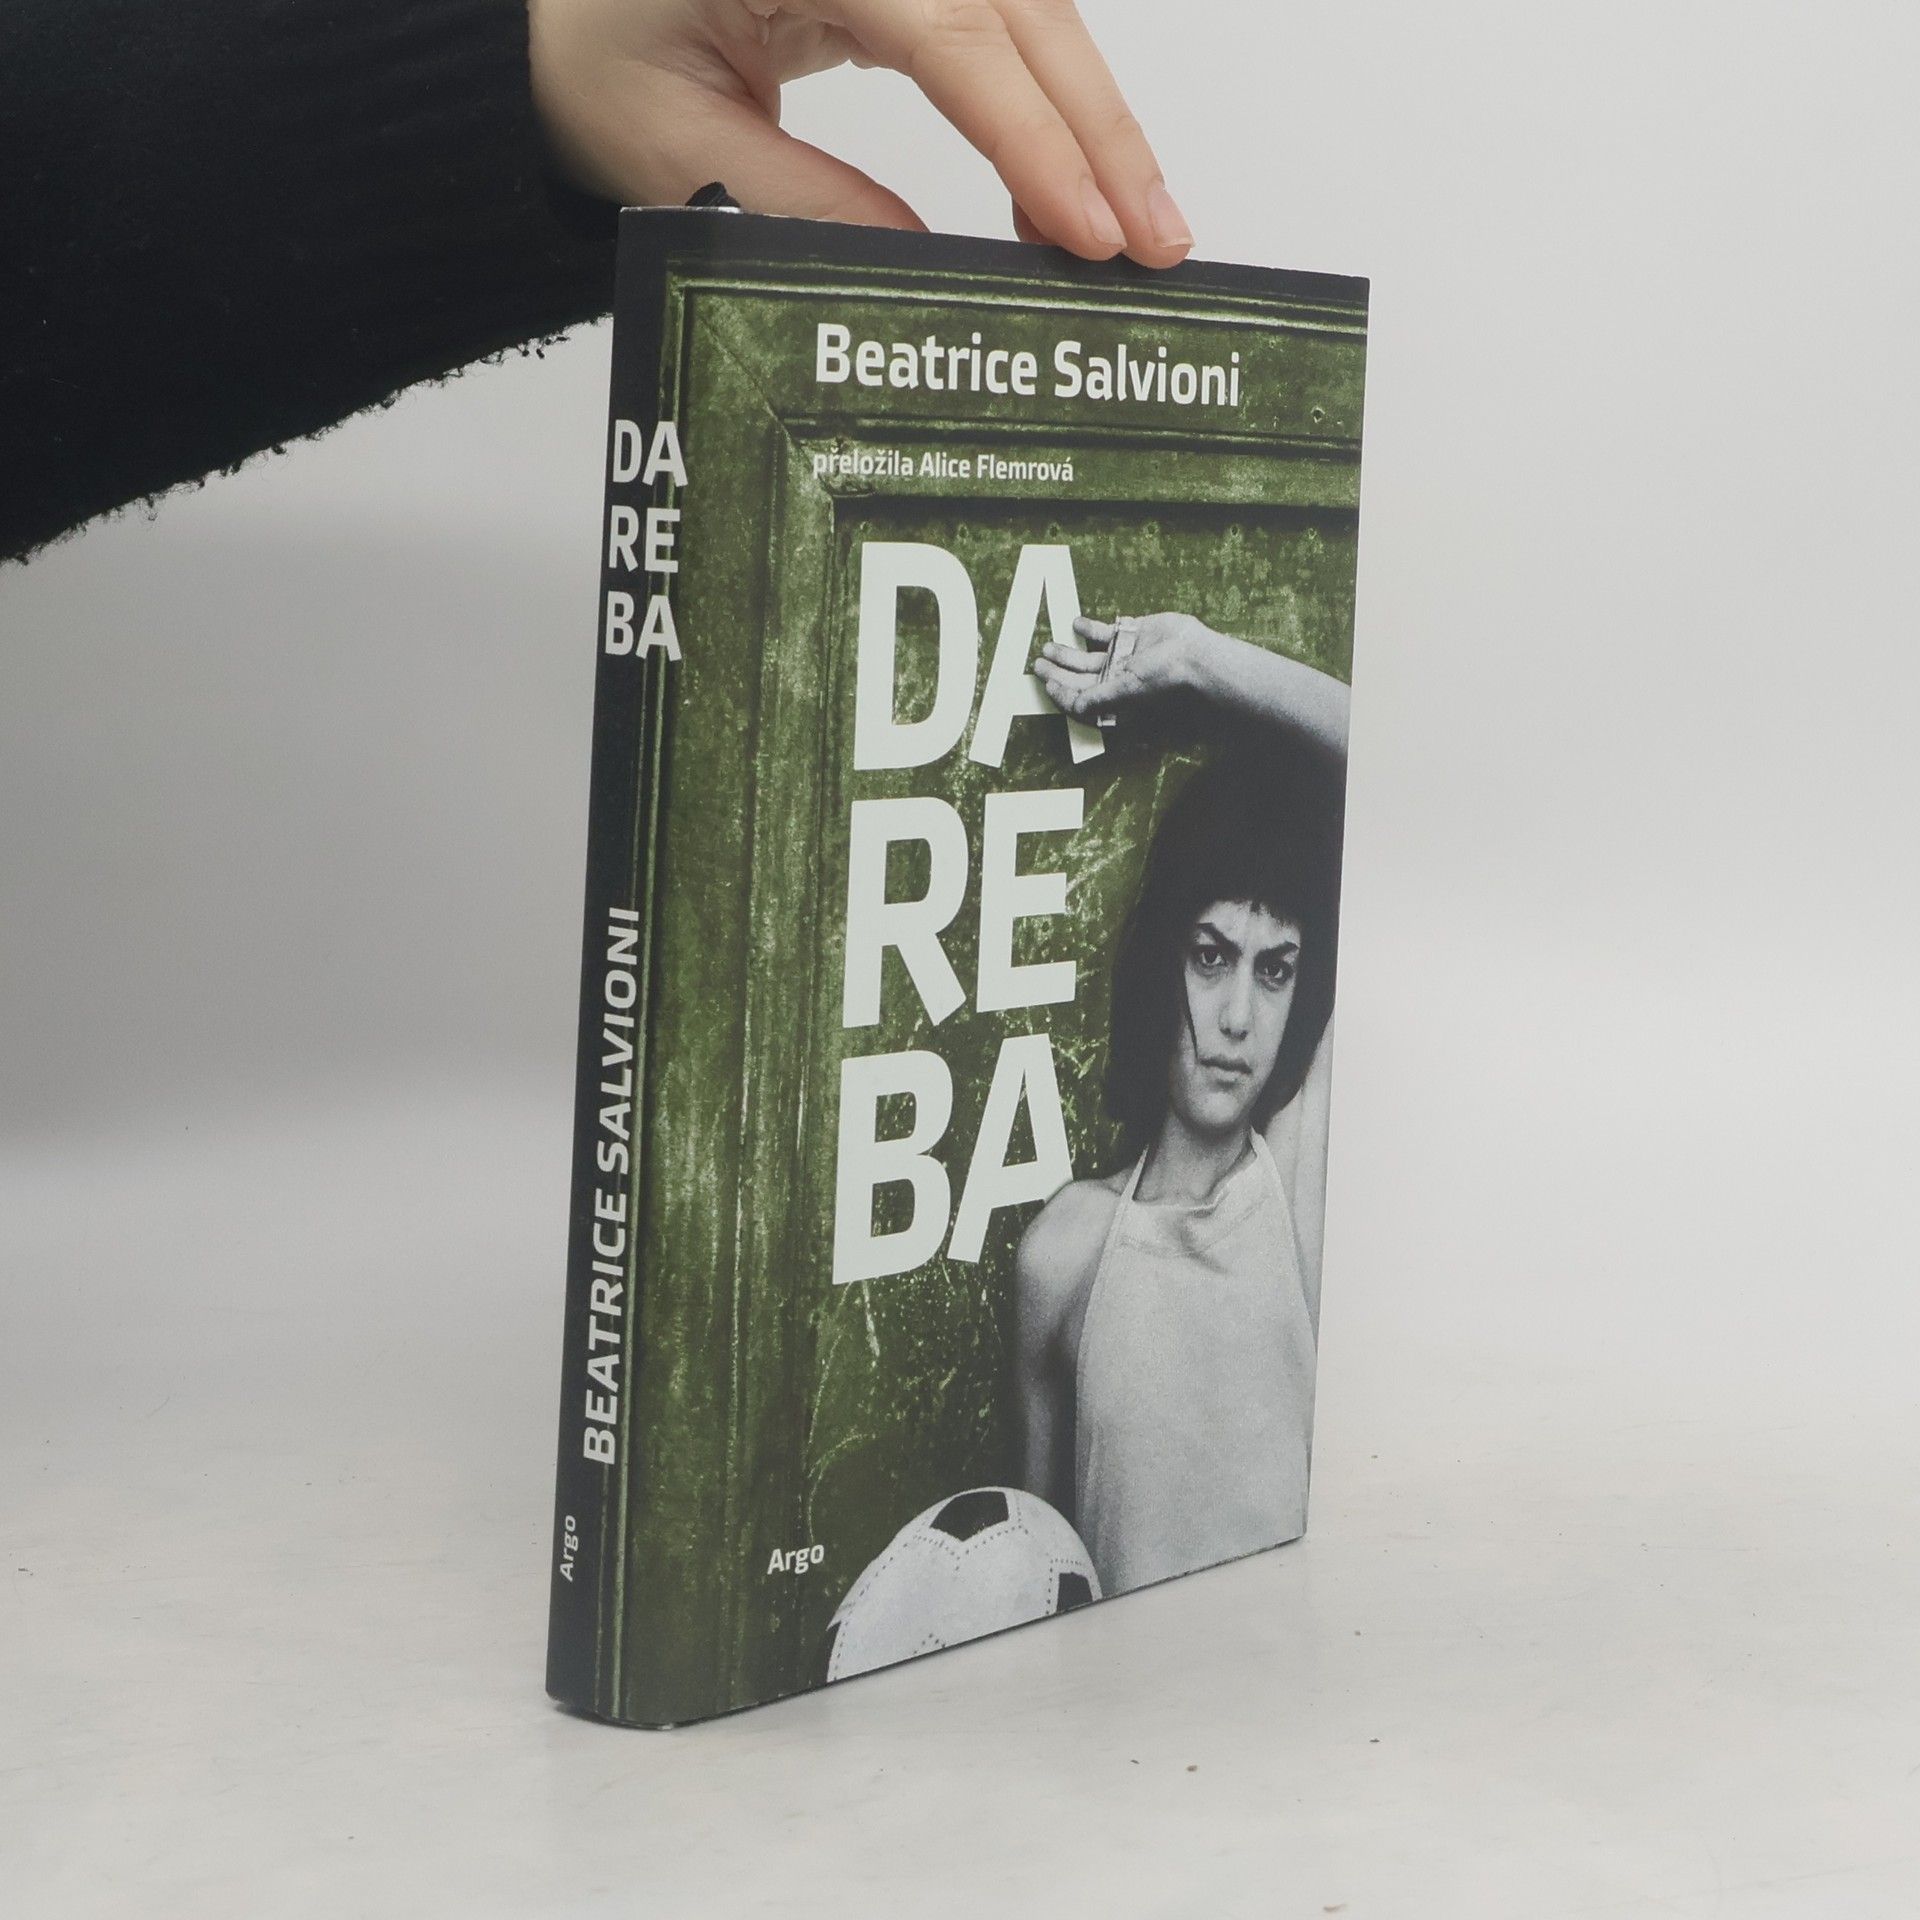 DA
RE
BA
BEATRICE SALVIONI
Argo
Beatrice Salvioni
přeložila Alice Flemrová
DA
RE
BA
Argo